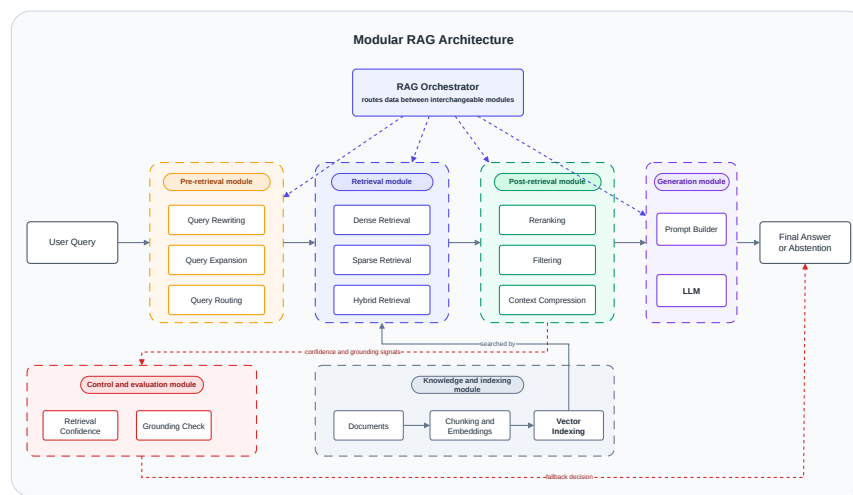 Modular RAG Architecture
RAG Orchestrator
routes data between interchangeable modules
Pre-retrieval module
Retrieval module
Post-retrieval module
Generation module
Query Rewriting
Dense Retrieval
Reranking
Prompt Builder
User Query
Final Answer
or Abstention
Query Expansion
Sparse Retrieval
Filtering
Query Routing
Hybrid Retrieval
Context Compression
LLM
searched by
confidence and grounding signals
Control and evaluation module
Knowledge and indexing
module
Retrieval
Confidence
Grounding Check
Documents
Chunking and
Embeddings
Vector
Indexing
fallback decision